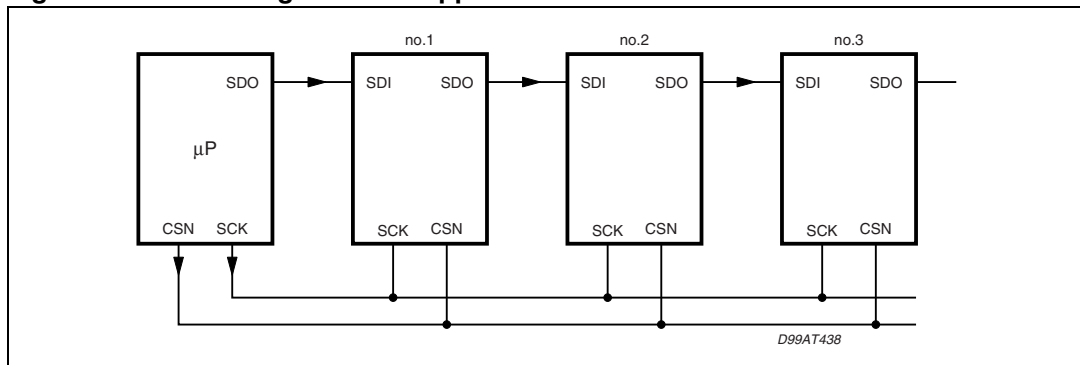 no.1 no.2 no.3
SDO SDI SDO SDI SDO SDI SDO
μP
CSN SCK SCK CSN SCK CSN SCK CSN
D99AT438